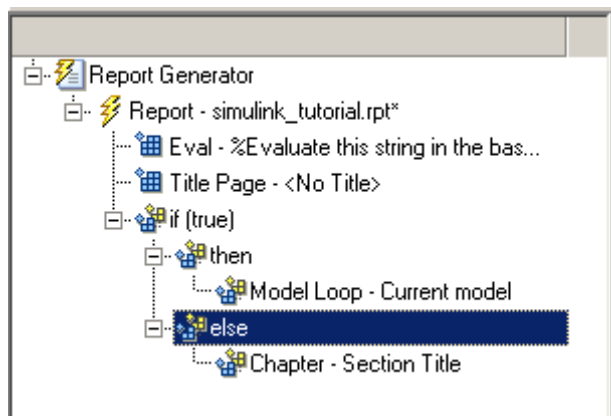 Report Generator
Report - simulink_tutorial.rpt*
Eval - %Evaluate this string in the bas...
Title Page - <No Title>
if (true)
then
Model Loop - Current model
else
Chapter - Section Title